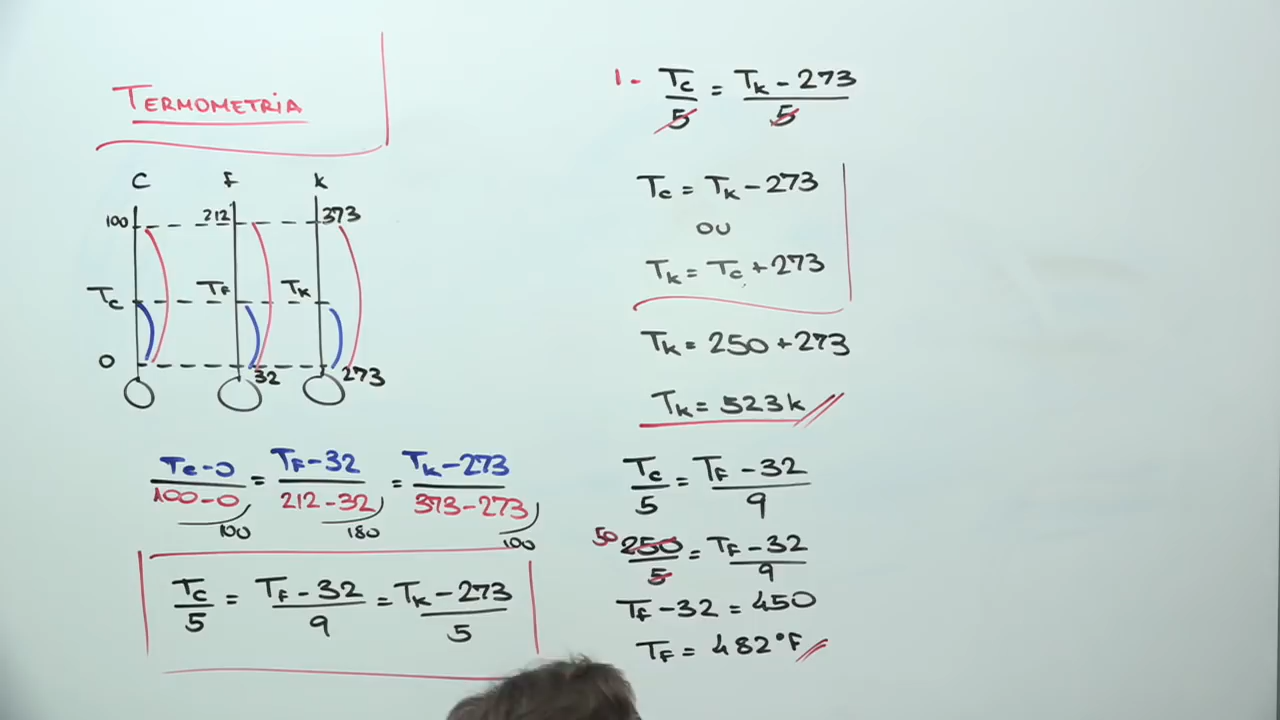 TERMOMETRIA
C F K
100 212 373
Tc TF TK
0 32 273
Tc-0/100-0 = TF-32/212-32 = TK-273/373-273
100 180 100
Tc/5 = TF-32/9 = TK-273/5
1- Tc/5 = TK-273/5
Tc = TK-273
OU
TK = Tc+273
TK = 250+273
TK = 523K
Tc/5 = TF-32/9
50 250/5 = TF-32/9
TF-32 = 450
TF = 482°F